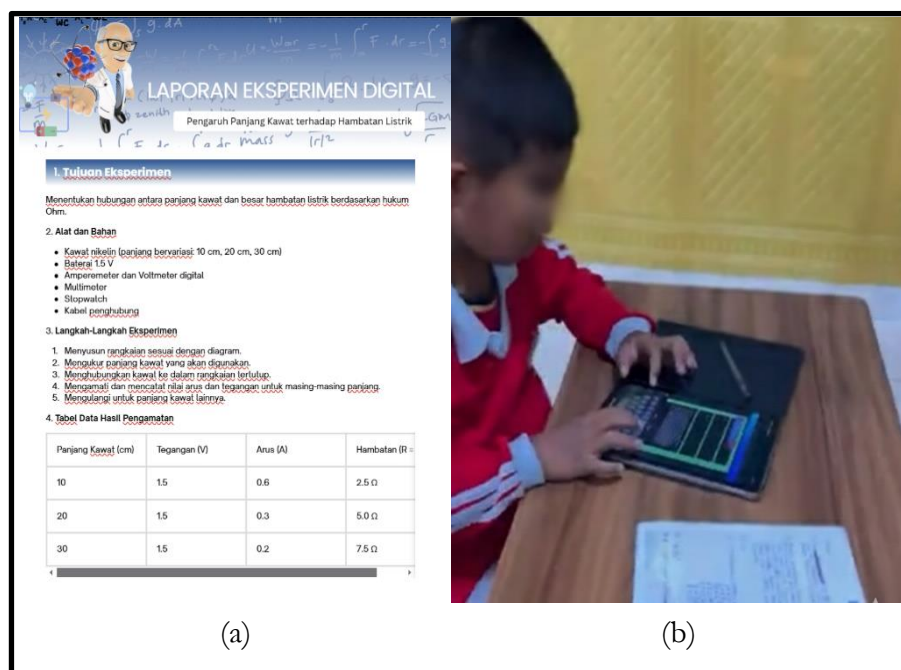 LAPORAN EKSPERIMEN DIGITAL
Pengaruh Panjang Kawat terhadap Hambatan Listrik
1. Tujuan Eksperimen
Menentukan hubungan antara panjang kawat dan besar hambatan listrik berdasarkan hukum
Ohm.
2. Alat dan Bahan
• Kawat nikelin (panjang bervariasi: 10 cm, 20 cm, 30 cm)
• Baterai 1.5 V
• Amperemeter dan Voltmeter digital
• Multimeter
• Stopwatch
• Kabel penghubung
3. Langkah-Langkah Eksperimen
1. Menyusun rangkaian sesuai dengan diagram.
2. Mengukur panjang kawat yang akan digunakan.
3. Menghubungkan kawat ke dalam rangkaian tertutup.
4. Mengamati dan mencatat nilai arus dan tegangan untuk masing-masing panjang.
5. Mengulangi untuk panjang kawat lainnya.
4. Tabel Data Hasil Pengamatan
Panjang Kawat (cm) Tegangan (V) Arus (A) Hambatan (R =
10 1.5 0.6 2.5 Ω
20 1.5 0.3 5.0 Ω
30 1.5 0.2 7.5 Ω
(a)
(b)